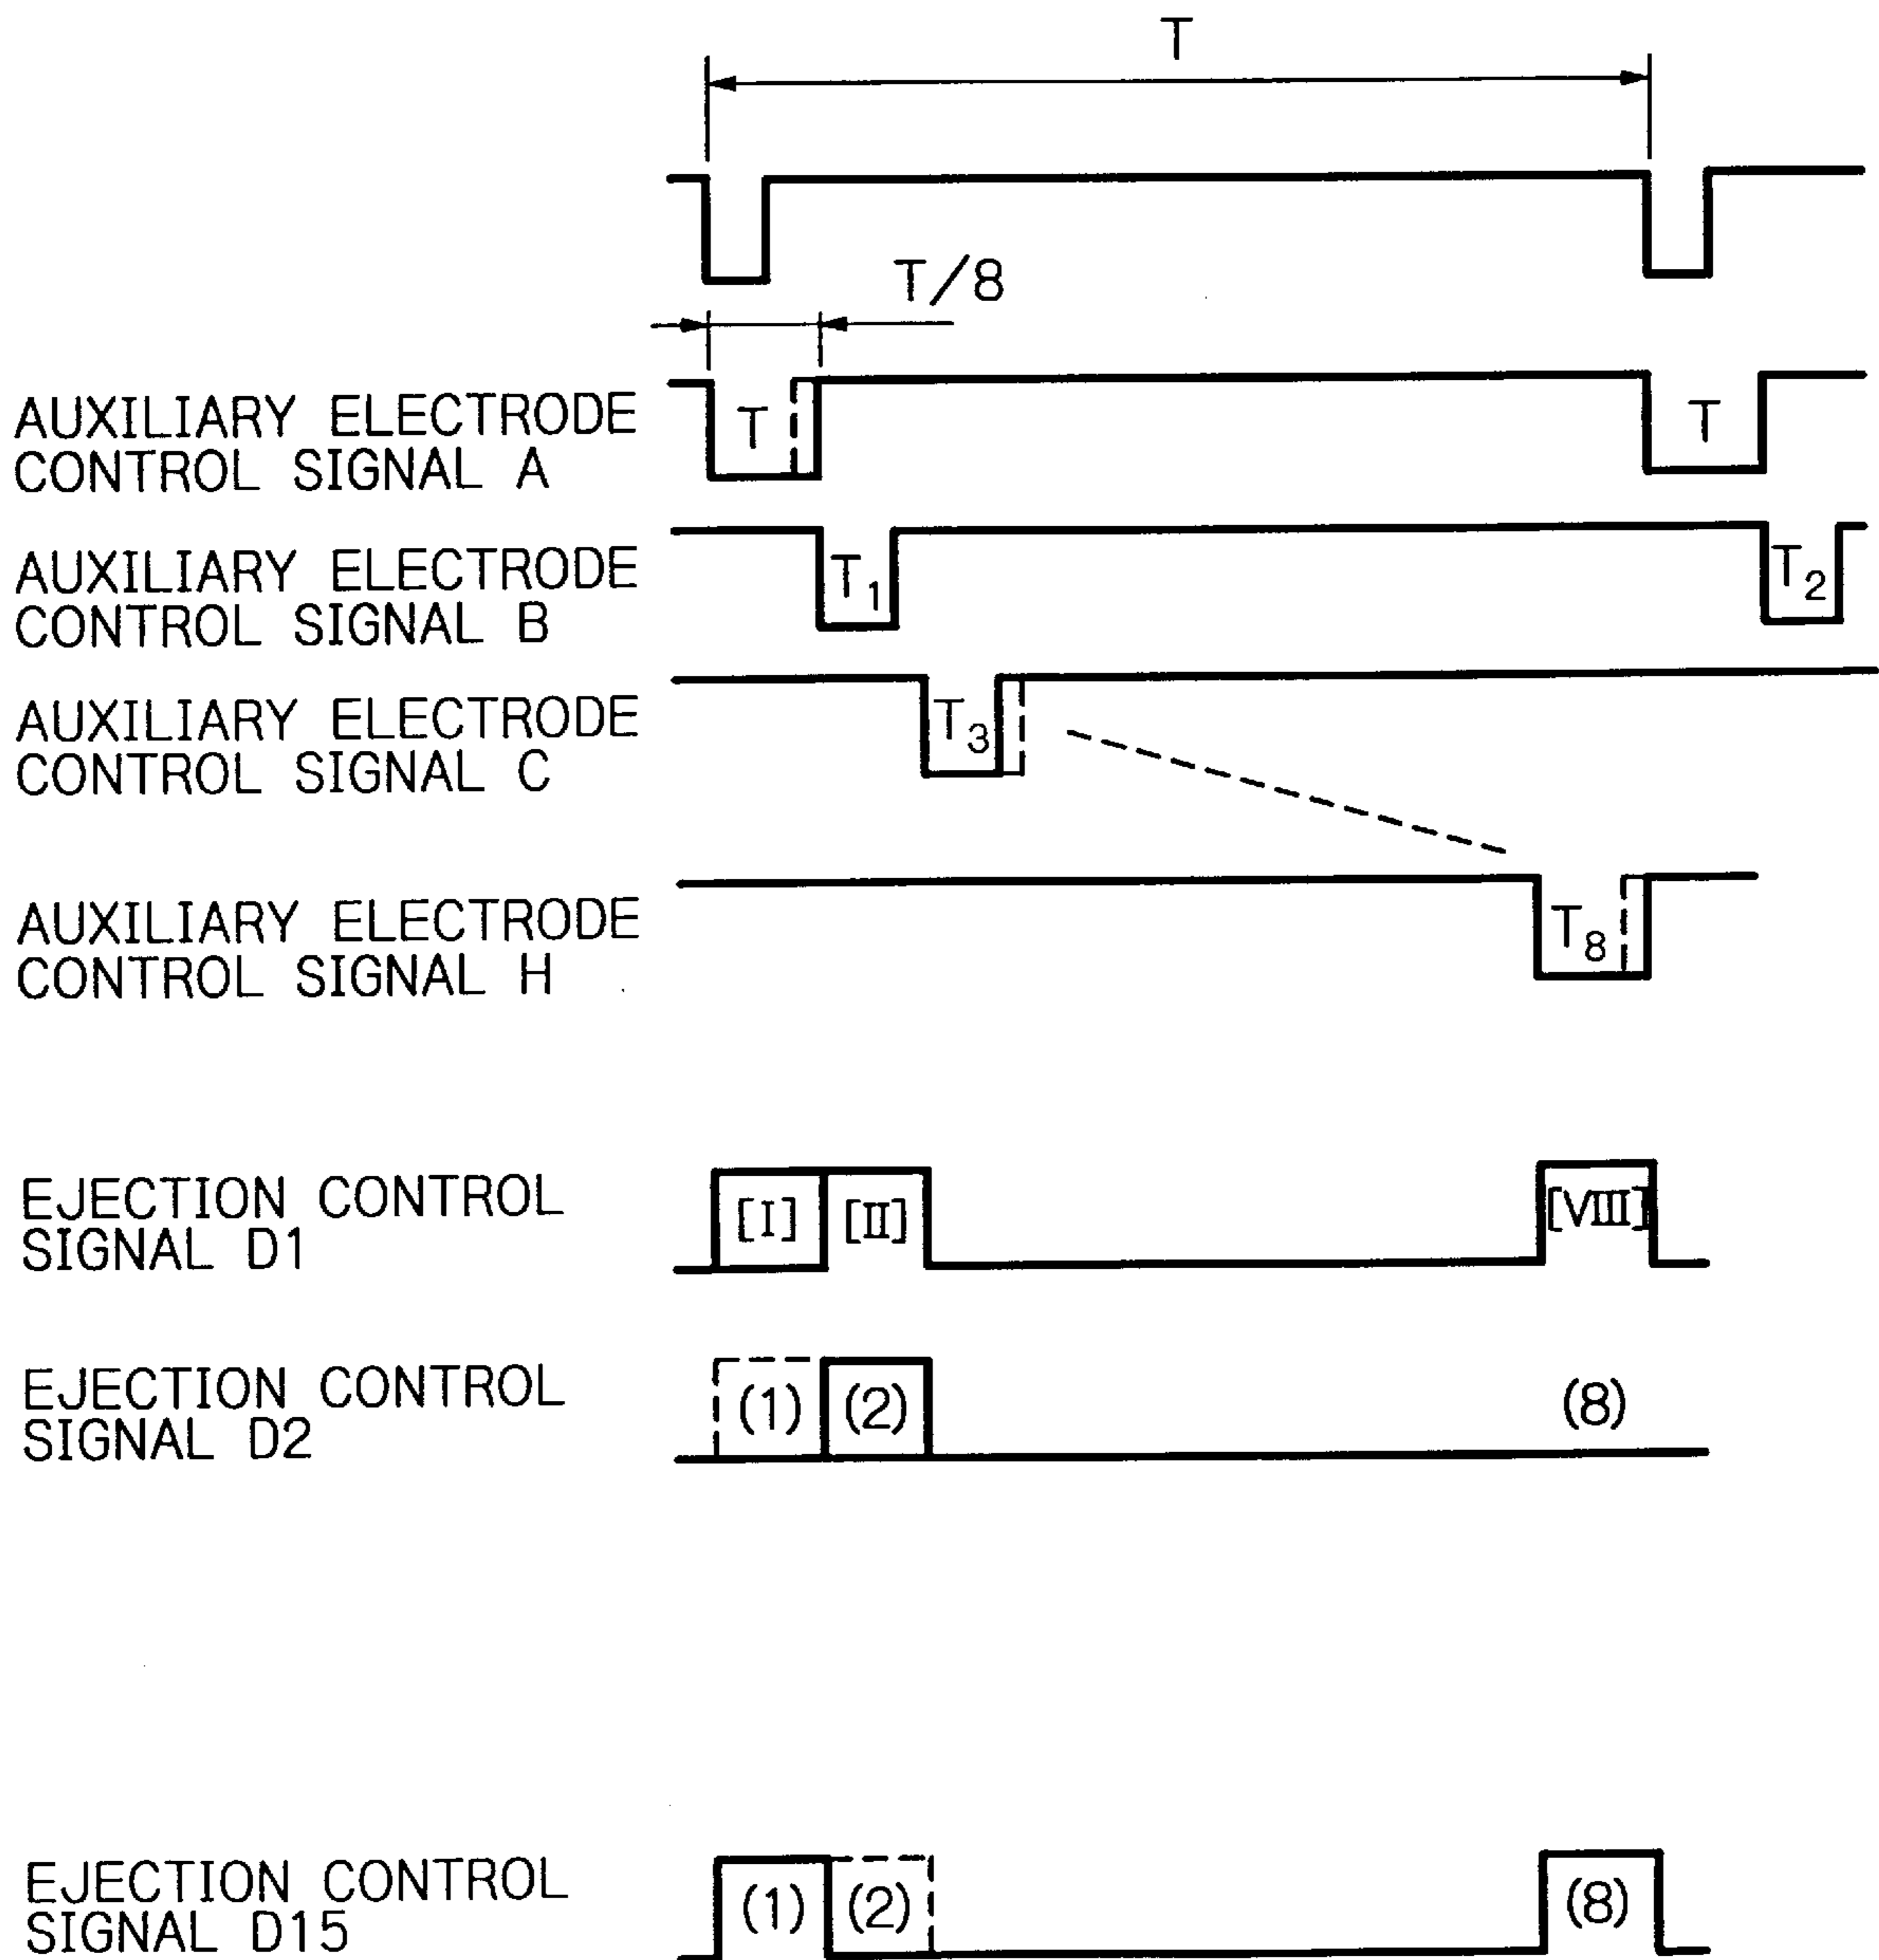 T
T/8
AUXILIARY ELECTRODE
CONTROL SIGNAL A
T
T
AUXILIARY ELECTRODE
CONTROL SIGNAL B
T1
T2
AUXILIARY ELECTRODE
CONTROL SIGNAL C
T3
AUXILIARY ELECTRODE
CONTROL SIGNAL H
T8
EJECTION CONTROL
SIGNAL D1
[I] [II] [VIII]
EJECTION CONTROL
SIGNAL D2
(1) (2) (8)
EJECTION CONTROL
SIGNAL D15
(1) (2) (8)